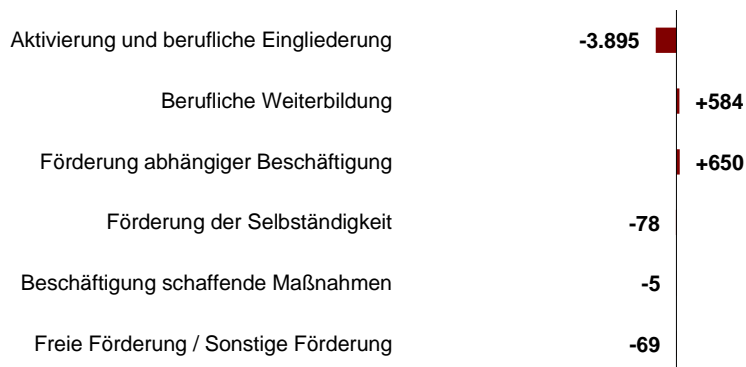 Aktivierung und berufliche Eingliederung -3.895
Berufliche Weiterbildung +584
Förderung abhängiger Beschäftigung +650
Förderung der Selbständigkeit -78
Beschäftigung schaffende Maßnahmen -5
Freie Förderung / Sonstige Förderung -69